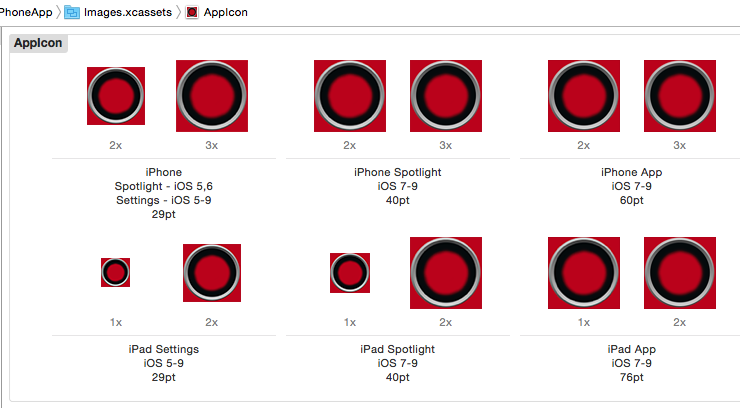 PhoneApp Images.xcassets AppIcon
AppIcon
2x 3x 2x 3x 2x 3x
iPhone
Spotlight - iOS 5,6
Settings - iOS 5-9
29pt
iPhone Spotlight
iOS 7-9
40pt
iPhone App
iOS 7-9
60pt
1x 2x 1x 2x 1x 2x
iPad Settings
iOS 5-9
29pt
iPad Spotlight
iOS 7-9
40pt
iPad App
iOS 7-9
76pt